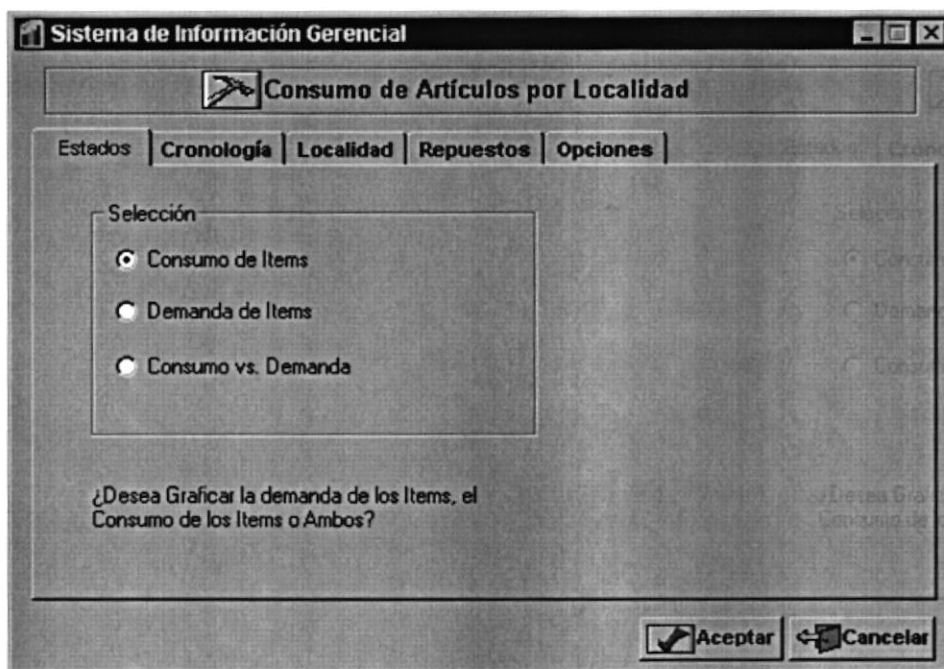 Sistema de Información Gerencial
Consumo de Artículos por Localidad
Estados Cronología Localidad Repuestos Opciones
Selección
Consumo de Items
Demanda de Items
Consumo vs. Demanda
¿Desea Graficar la demanda de los Items, el
Consumo de los Items o Ambos?
Aceptar Cancelar